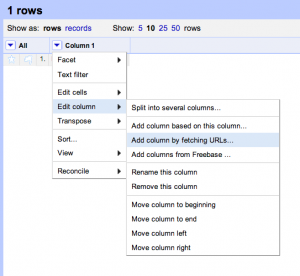 1 rows
Show as: rows records Show: 5 10 25 50 rows
All Column 1
1.
Facet
Text filter
Edit cells
Edit column
Transpose
Sort...
View
Reconcile
Split into several columns...
Add column based on this column...
Add column by fetching URLs...
Add columns from Freebase ...
Rename this column
Remove this column
Move column to beginning
Move column to end
Move column left
Move column right